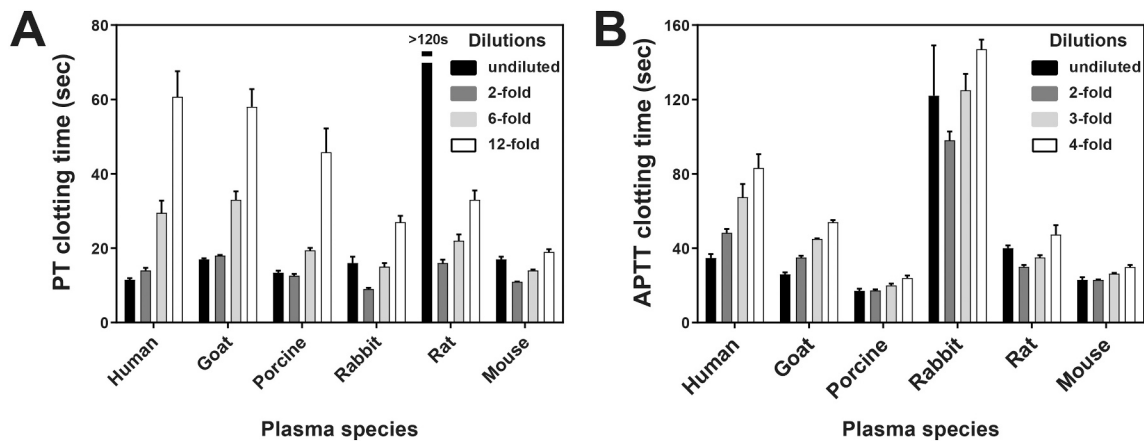 A
PT clotting time (sec)
80
60
40
20
0
>120s
Dilutions
undiluted
2-fold
6-fold
12-fold
Human
Goat
Porcine
Rabbit
Rat
Mouse
Plasma species
B
APTT clotting time (sec)
160
120
80
40
0
Dilutions
undiluted
2-fold
3-fold
4-fold
Human
Goat
Porcine
Rabbit
Rat
Mouse
Plasma species